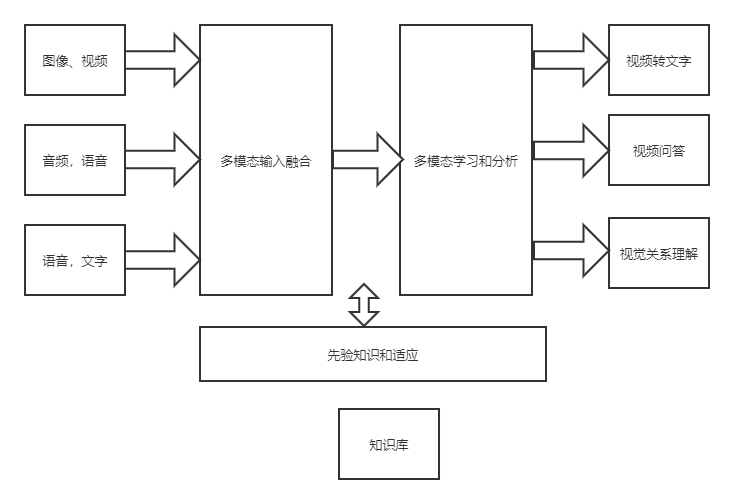 图像、视频
音频，语音
语音，文字
多模态输入融合
多模态学习和分析
视频转文字
视频问答
视觉关系理解
先验知识和适应
知识库